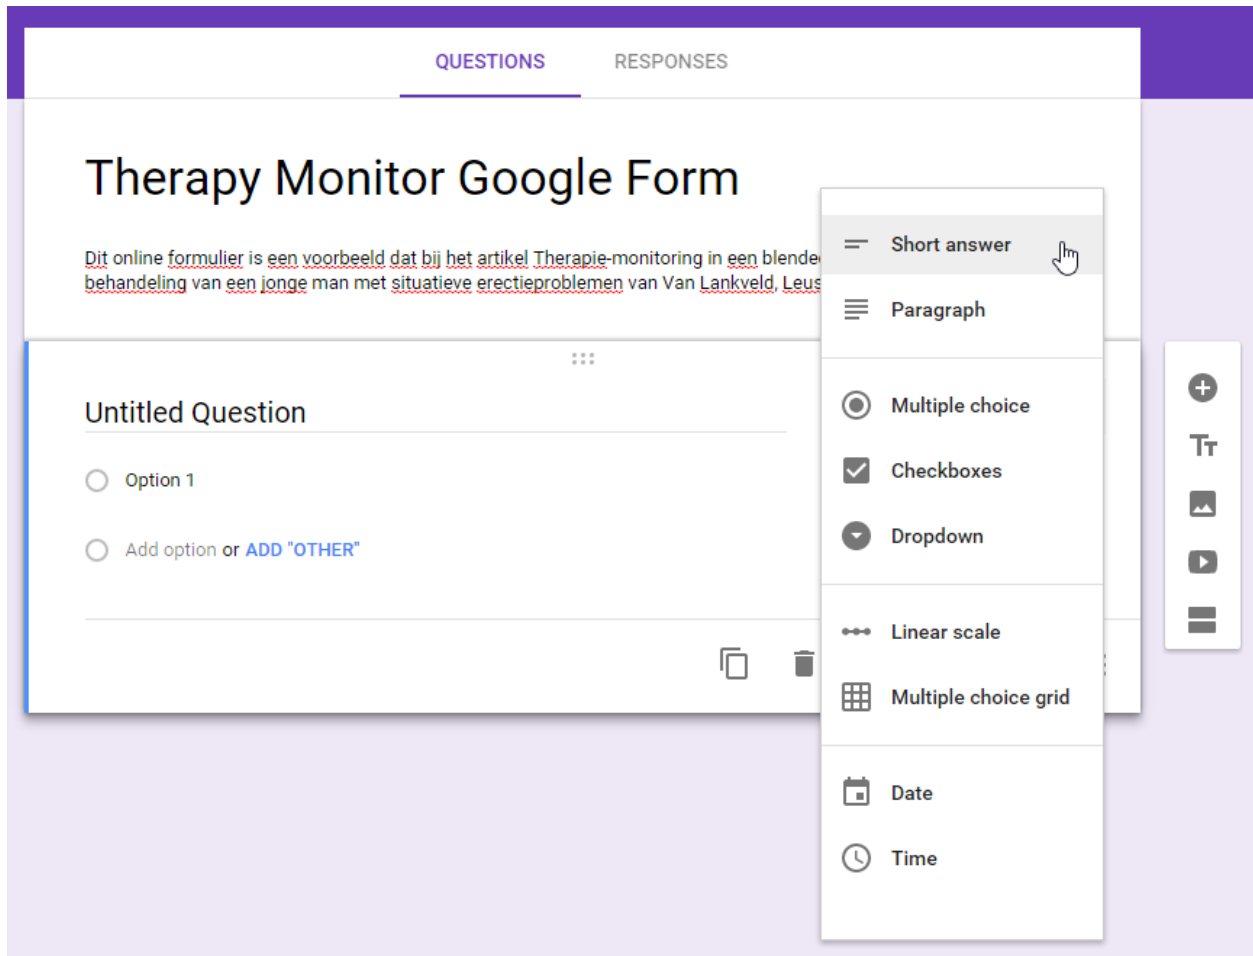 QUESTIONS RESPONSES
Therapy Monitor Google Form
Dit online formulier is een voorbeeld dat bij het artikel Therapie-monitoring in een
behandeling van een jonge man met situatieve erectieproblemen van Van Lankveld,
Untitled Question
Option 1
Add option or ADD "OTHER"
Short answer
Paragraph
Multiple choice
Checkboxes
Dropdown
Linear scale
Multiple choice grid
Date
Time